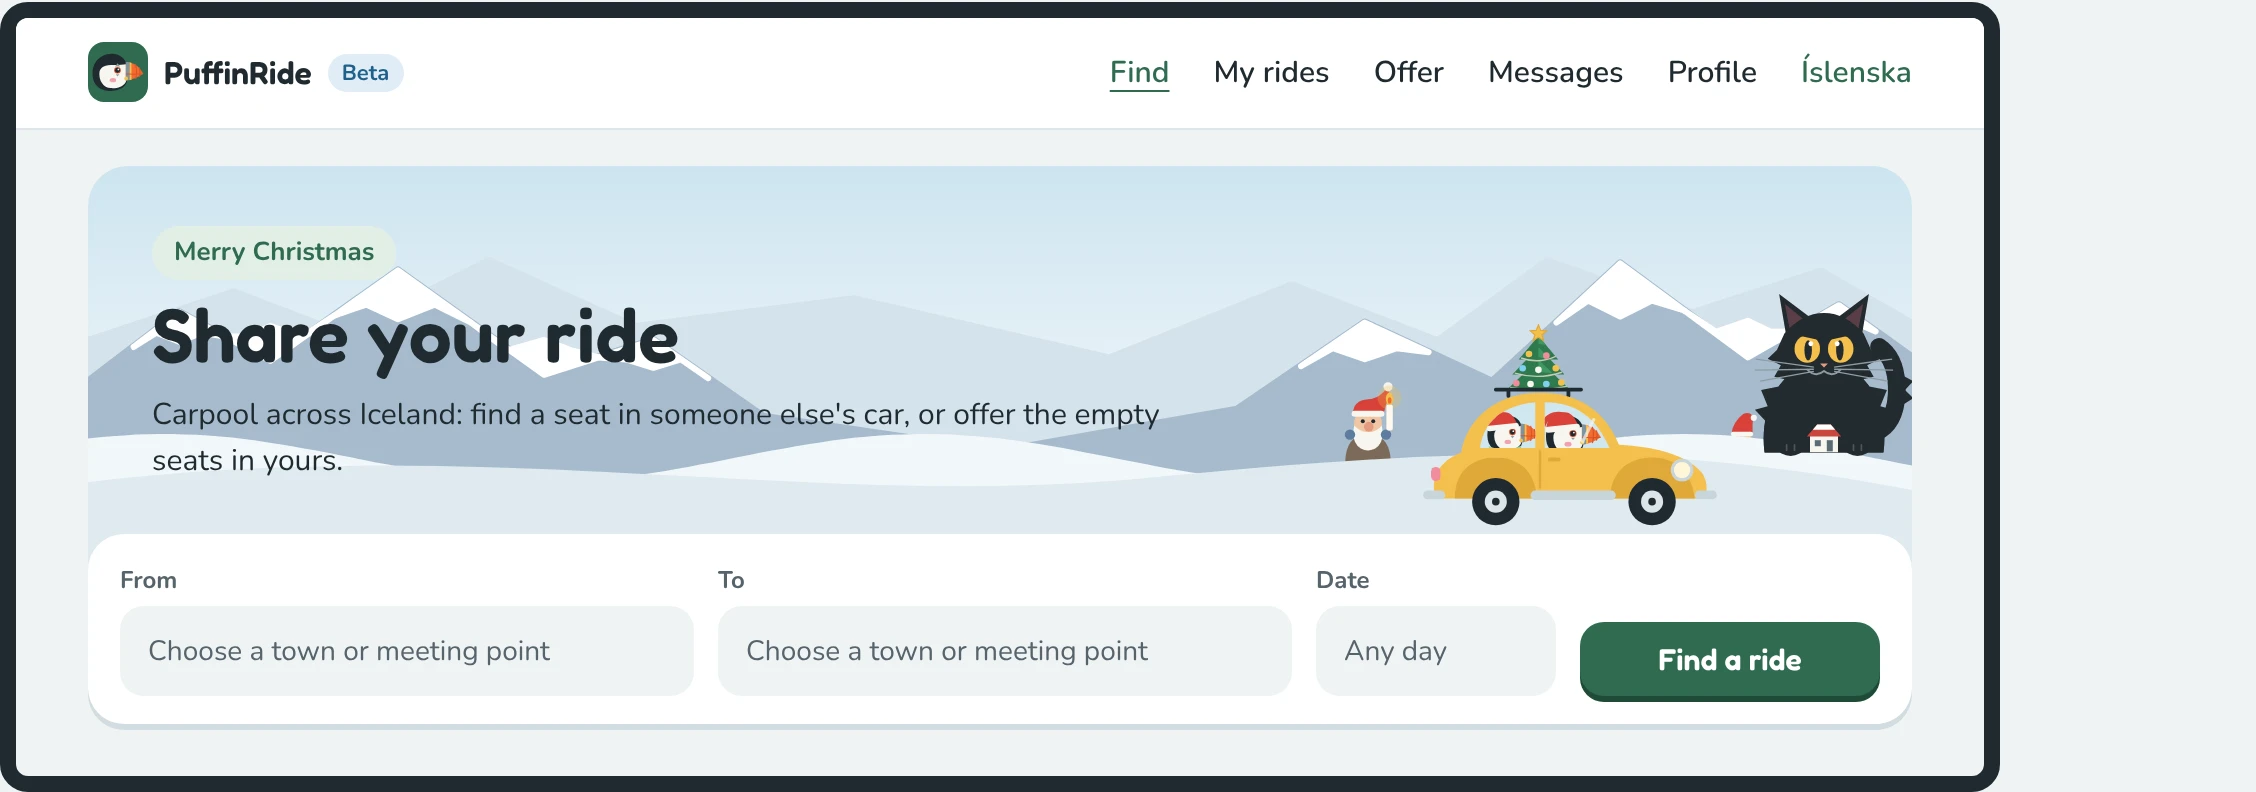 PuffinRide
Beta
Find
My rides
Offer
Messages
Profile
Íslenska
Merry Christmas
Share your ride
Carpool across Iceland: find a seat in someone else's car, or offer the empty
seats in yours.
From
To
Date
Choose a town or meeting point
Choose a town or meeting point
Any day
Find a ride